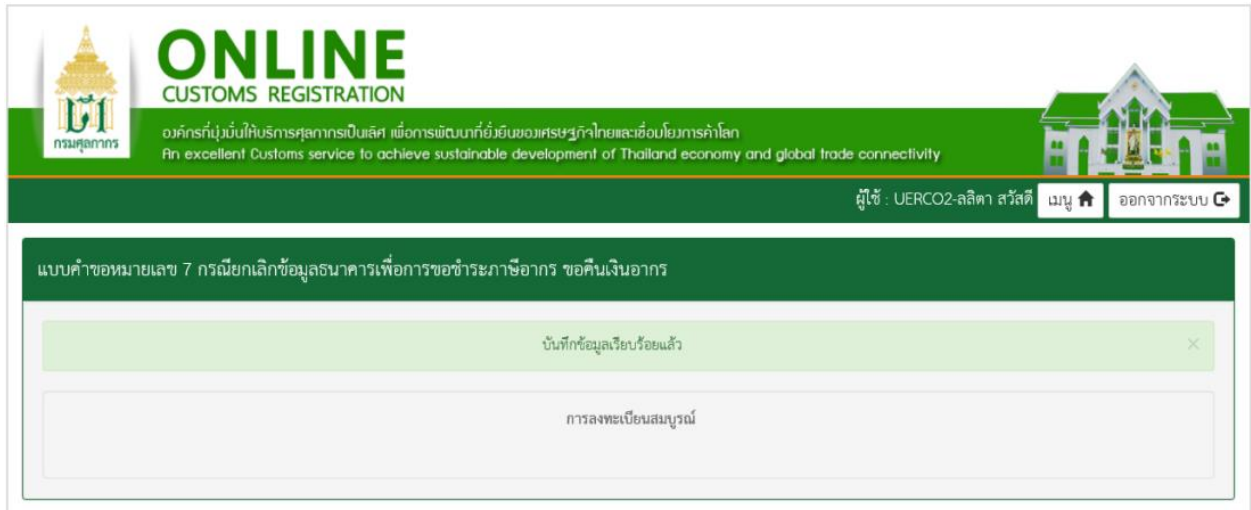 ONLINE
CUSTOMS REGISTRATION
กรมศุลกากร
องค์กรที่มุ่งมั่นให้บริการศุลกากรเป็นเลิศ เพื่อการพัฒนาที่ยั่งยืนของเศรษฐกิจไทยและเชื่อมโยงการค้าโลก
An excellent Customs service to achieve sustainable development of Thailand economy and global trade connectivity
ผู้ใช้ : UERCO2-ลลิตา สวัสดี เมนู ออกจากระบบ
แบบคำขอหมายเลข 7 กรณียกเลิกข้อมูลธนาคารเพื่อการขอชำระภาษีอากร ขอคืนเงินอากร
บันทึกข้อมูลเรียบร้อยแล้ว ×
การลงทะเบียนสมบูรณ์